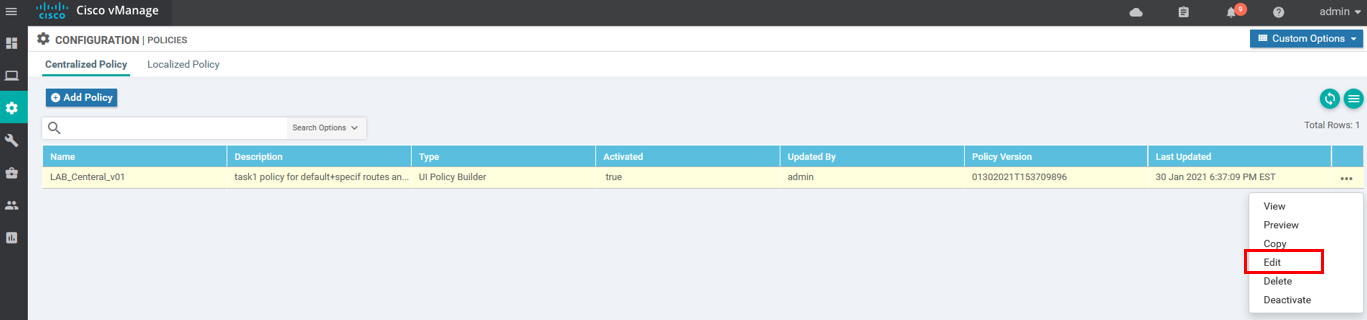 CISCO Cisco vManage 9 admin
CONFIGURATION | POLICIES Custom Options
Centralized Policy Localized Policy
Add Policy
Search Options Total Rows: 1
Name Description Type Activated Updated By Policy Version Last Updated
LAB_Centeral_v01 task1 policy for default+specif routes an... UI Policy Builder true admin 01302021T153709896 30 Jan 2021 6:37:09 PM EST
View
Preview
Copy
Edit
Delete
Deactivate